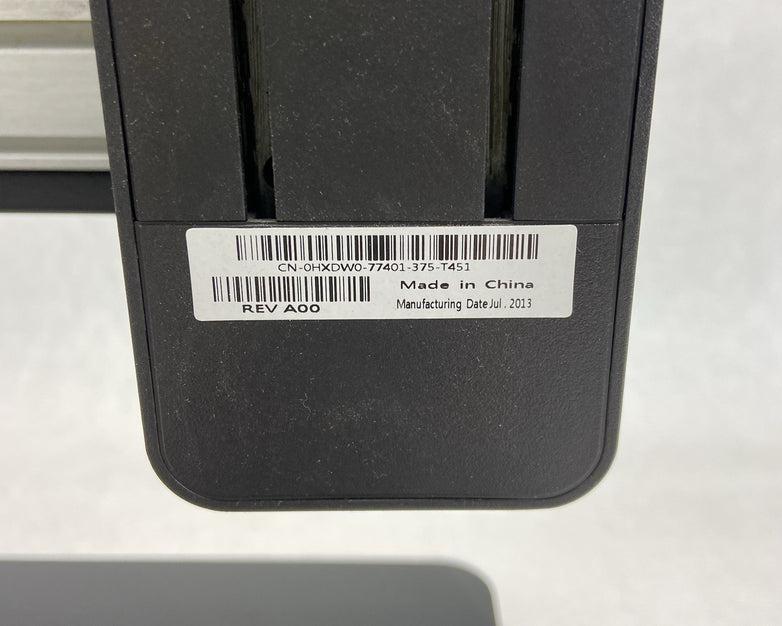 CN-0HXDW0-77401-375-T451
Made in China
REV A00
Manufacturing Date Jul. 2013